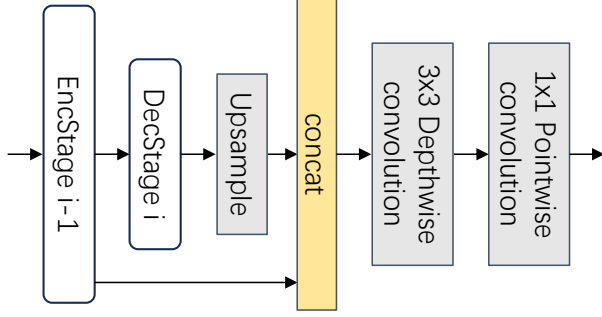 EncStage i-1
DecStage i
Upsample
concat
3x3 Depthwise
convolution
1x1 Pointwise
convolution